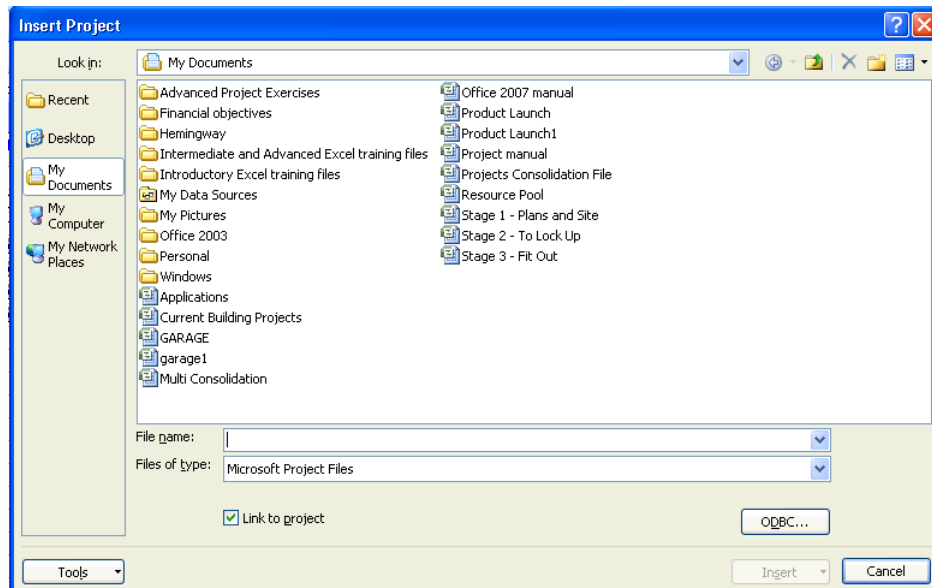 Insert Project
Look in:
My Documents
Recent
Desktop
My
Documents
My
Computer
My Network
Places
Advanced Project Exercises
Financial objectives
Hemingway
Intermediate and Advanced Excel training files
Introductory Excel training files
My Data Sources
My Pictures
Office 2003
Personal
Windows
Applications
Current Building Projects
GARAGE
garage1
Multi Consolidation
Office 2007 manual
Product Launch
Product Launch1
Project manual
Projects Consolidation File
Resource Pool
Stage 1 - Plans and Site
Stage 2 - To Lock Up
Stage 3 - Fit Out
File name:
Files of type:
Microsoft Project Files
Link to project
ODBC...
Tools
Insert
Cancel